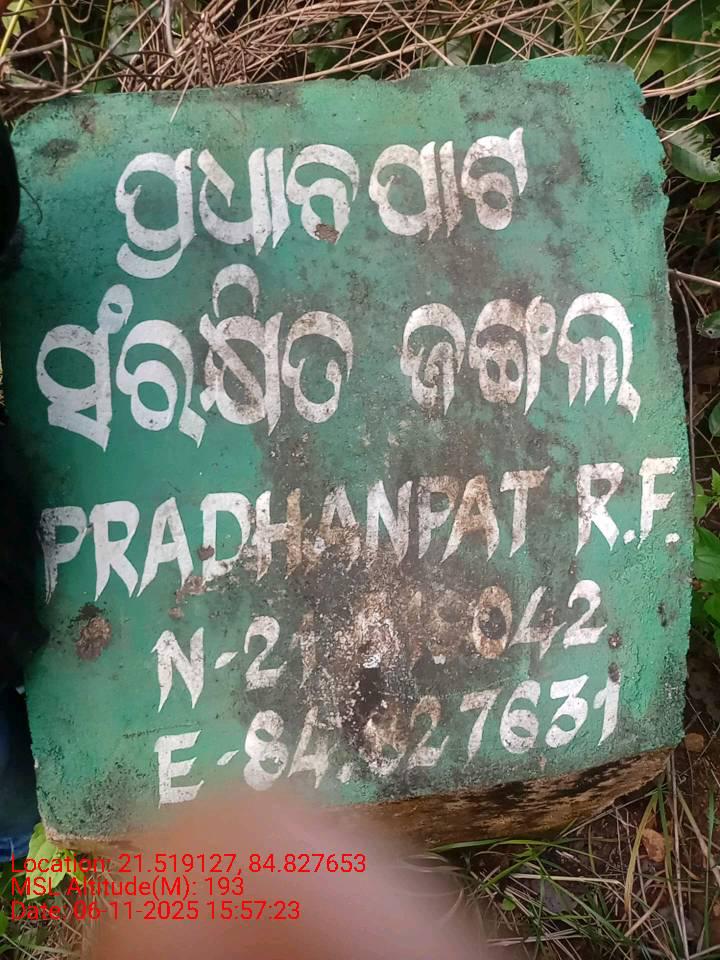 ପ୍ରଧାନପାଟ
ସଂରକ୍ଷିତ ଜଙ୍ଗଲ
PRADHANPAT R.F.
N-
E-84.827631
Location: 21.519127, 84.827653
MSL Altitude(M): 193
Date: 06-11-2025 15:57:23